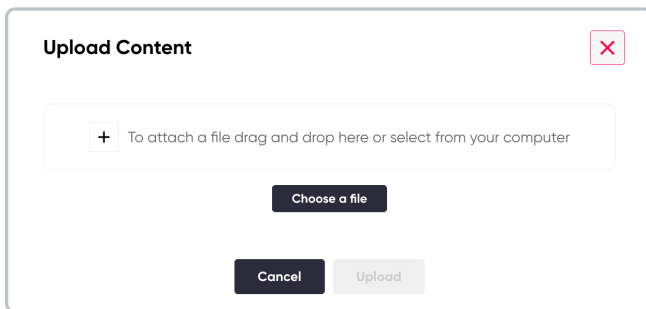 Upload Content
To attach a file drag and drop here or select from your computer
Choose a file
Cancel Upload